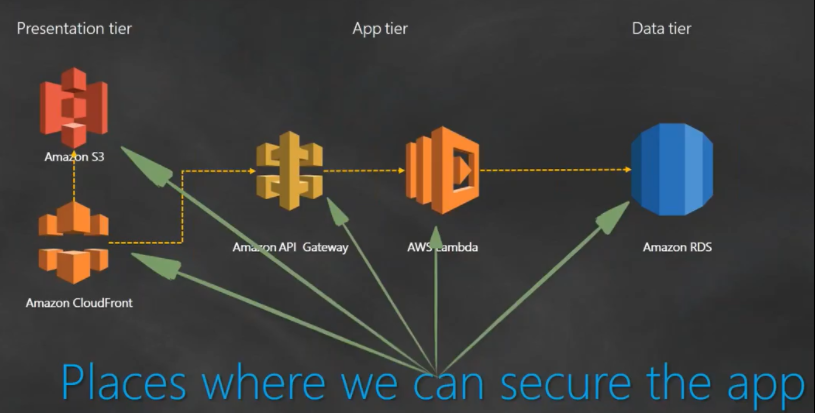 Presentation tier
App tier
Data tier
Amazon S3
Amazon API Gateway
AWS Lambda
Amazon RDS
Amazon CloudFront
Places where we can secure the app